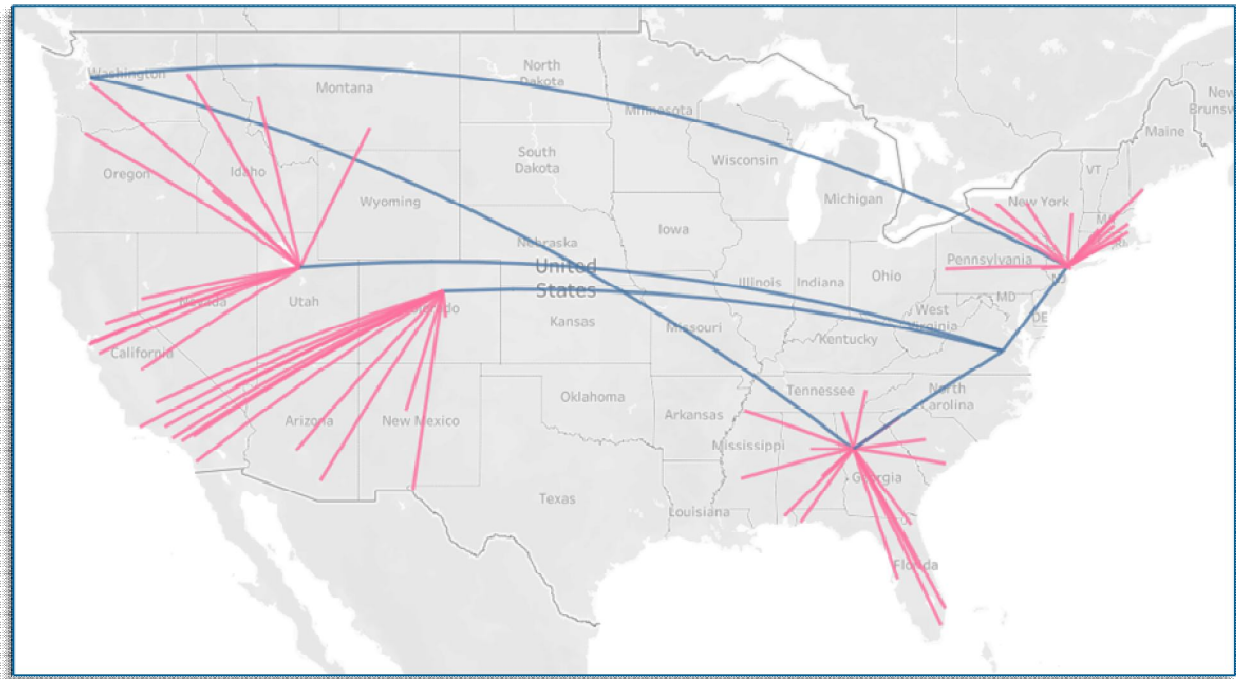 Washington
Montana
North
Dakota
Minnesota
New
Brunsw
Maine
Oregon
Idaho
South
Dakota
Wisconsin
VT
Wyoming
Michigan
New York
MA
RI
Nebraska
Iowa
Pennsylvania
United
States
Nevada
Utah
Colorado
Illinois
Indiana
Ohio
MD
DE
Kansas
Missouri
West
Virginia
California
Kentucky
Oklahoma
Tennessee
North
Carolina
Arizona
New Mexico
Arkansas
Mississippi
Georgia
Texas
Louisiana
Florida